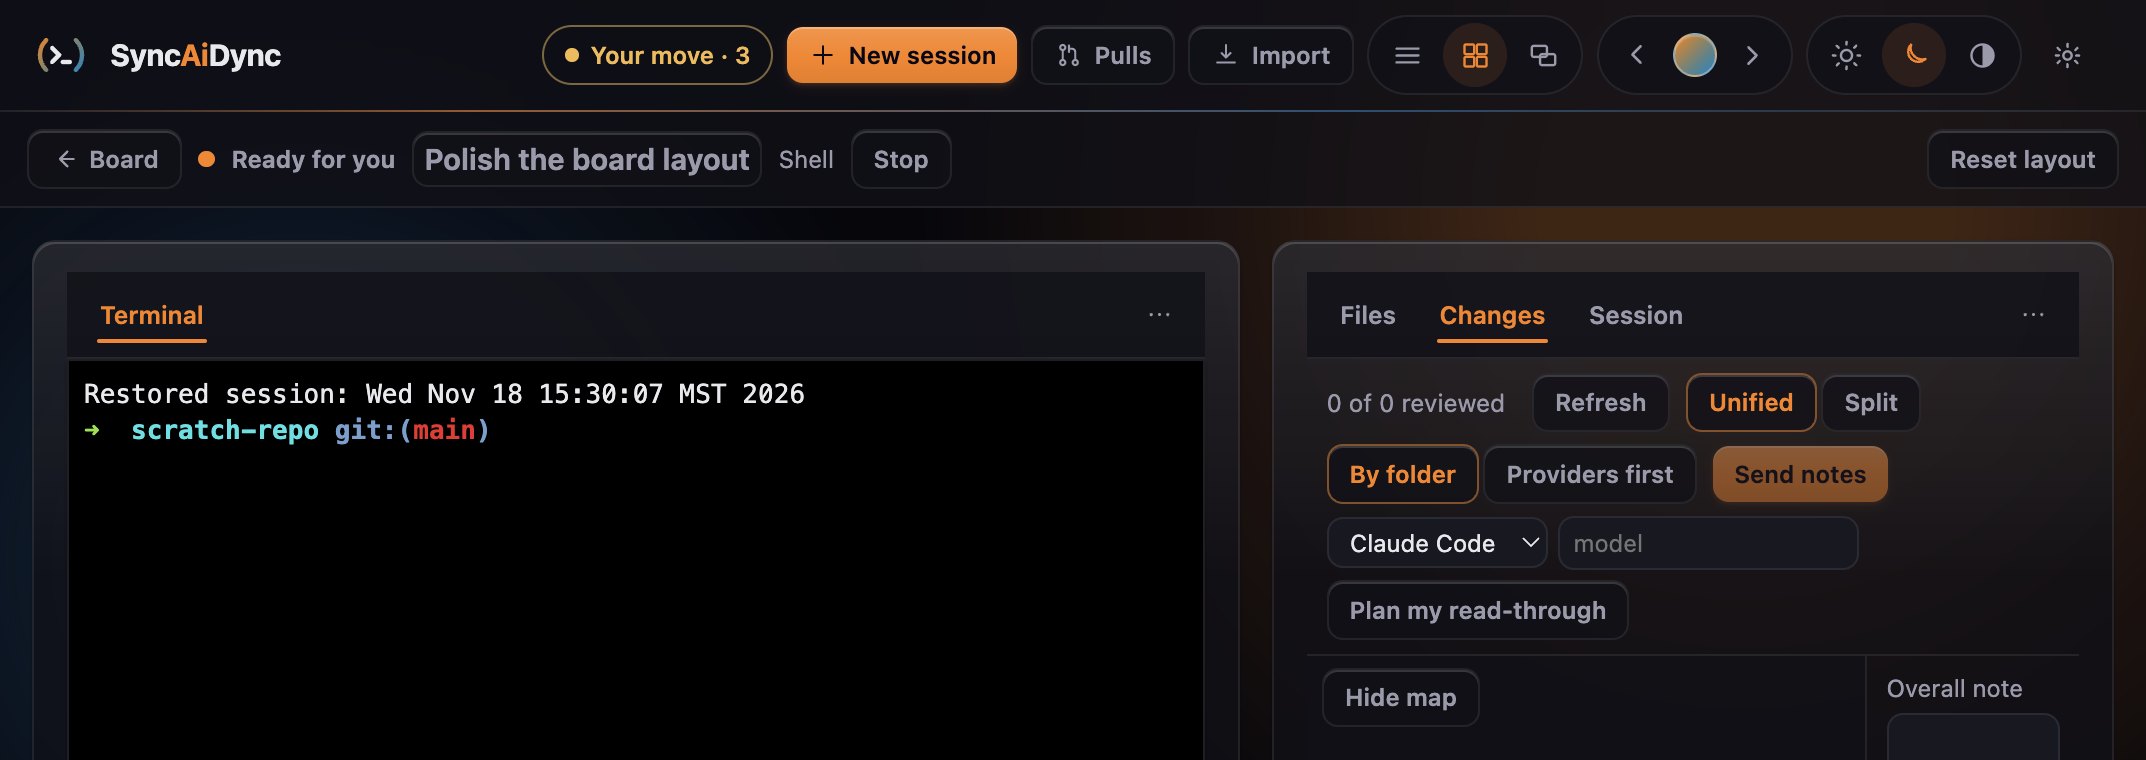 SyncAiDync
Your move · 3
+ New session
Pulls
Import
← Board
Ready for you
Polish the board layout
Shell
Stop
Reset layout
Terminal
...
Restored session: Wed Nov 18 15:30:07 MST 2026
→ scratch-repo git:(main)
Files
Changes
Session
...
0 of 0 reviewed
Refresh
Unified
Split
By folder
Providers first
Send notes
Claude Code
model
Plan my read-through
Hide map
Overall note